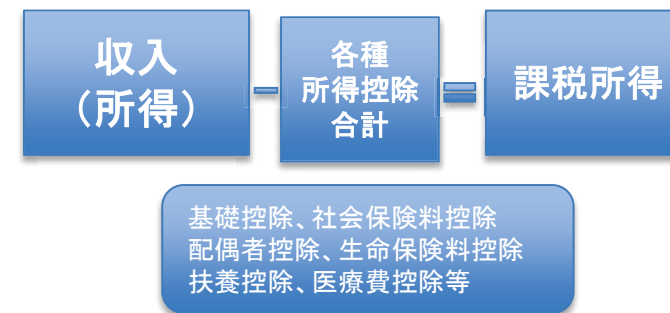 収入
（所得）
各種
所得控除
合計
課税所得
基礎控除、社会保険料控除
配偶者控除、生命保険料控除
扶養控除、医療費控除等